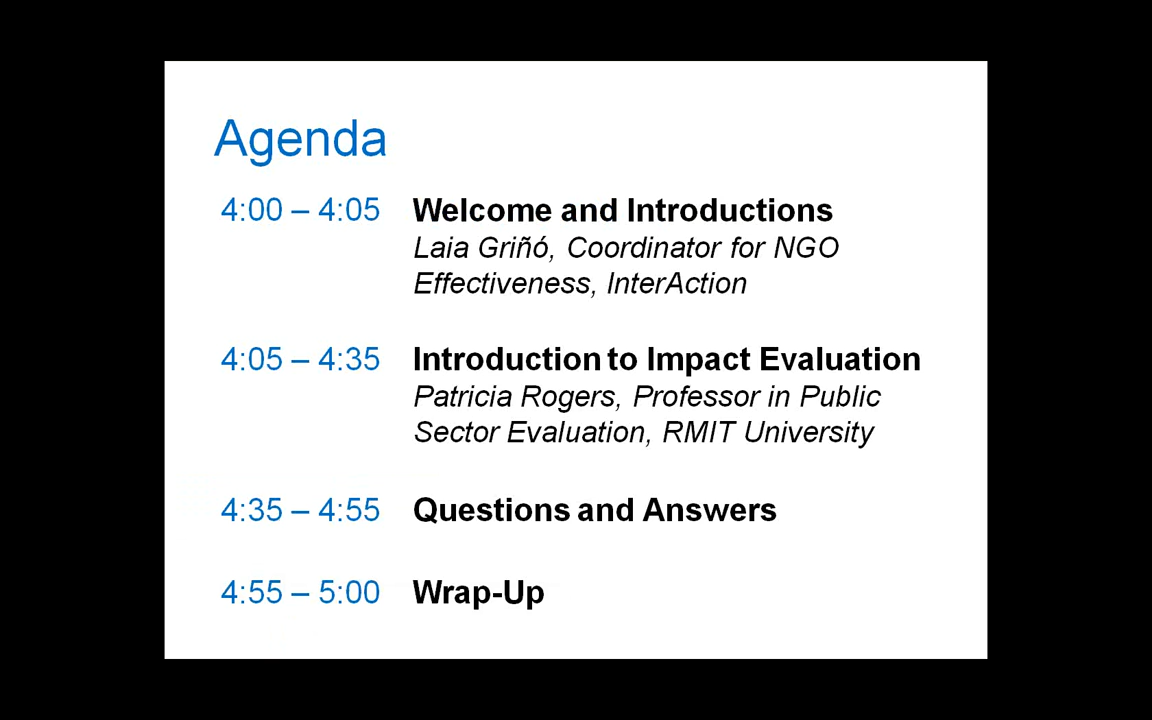 Agenda
4:00 – 4:05 Welcome and Introductions
Laia Griñó, Coordinator for NGO
Effectiveness, InterAction
4:05 – 4:35 Introduction to Impact Evaluation
Patricia Rogers, Professor in Public
Sector Evaluation, RMIT University
4:35 – 4:55 Questions and Answers
4:55 – 5:00 Wrap-Up